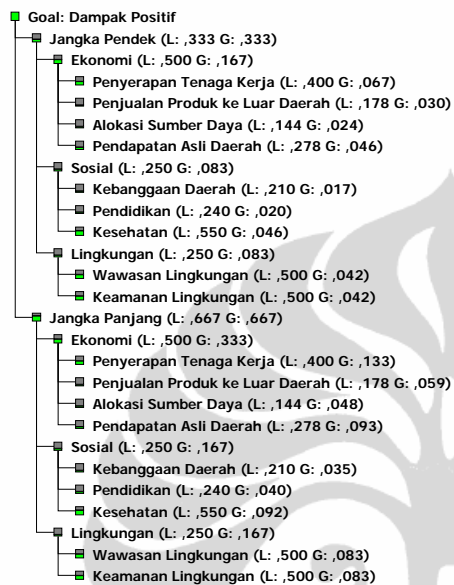 Goal: Dampak Positif
Jangka Pendek (L: ,333 G: ,333)
Ekonomi (L: ,500 G: ,167)
Penyerapan Tenaga Kerja (L: ,400 G: ,067)
Penjualan Produk ke Luar Daerah (L: ,178 G: ,030)
Alokasi Sumber Daya (L: ,144 G: ,024)
Pendapatan Asli Daerah (L: ,278 G: ,046)
Sosial (L: ,250 G: ,083)
Kebanggaan Daerah (L: ,210 G: ,017)
Pendidikan (L: ,240 G: ,020)
Kesehatan (L: ,550 G: ,046)
Lingkungan (L: ,250 G: ,083)
Wawasan Lingkungan (L: ,500 G: ,042)
Keamanan Lingkungan (L: ,500 G: ,042)
Jangka Panjang (L: ,667 G: ,667)
Ekonomi (L: ,500 G: ,333)
Penyerapan Tenaga Kerja (L: ,400 G: ,133)
Penjualan Produk ke Luar Daerah (L: ,178 G: ,059)
Alokasi Sumber Daya (L: ,144 G: ,048)
Pendapatan Asli Daerah (L: ,278 G: ,093)
Sosial (L: ,250 G: ,167)
Kebanggaan Daerah (L: ,210 G: ,035)
Pendidikan (L: ,240 G: ,040)
Kesehatan (L: ,550 G: ,092)
Lingkungan (L: ,250 G: ,167)
Wawasan Lingkungan (L: ,500 G: ,083)
Keamanan Lingkungan (L: ,500 G: ,083)